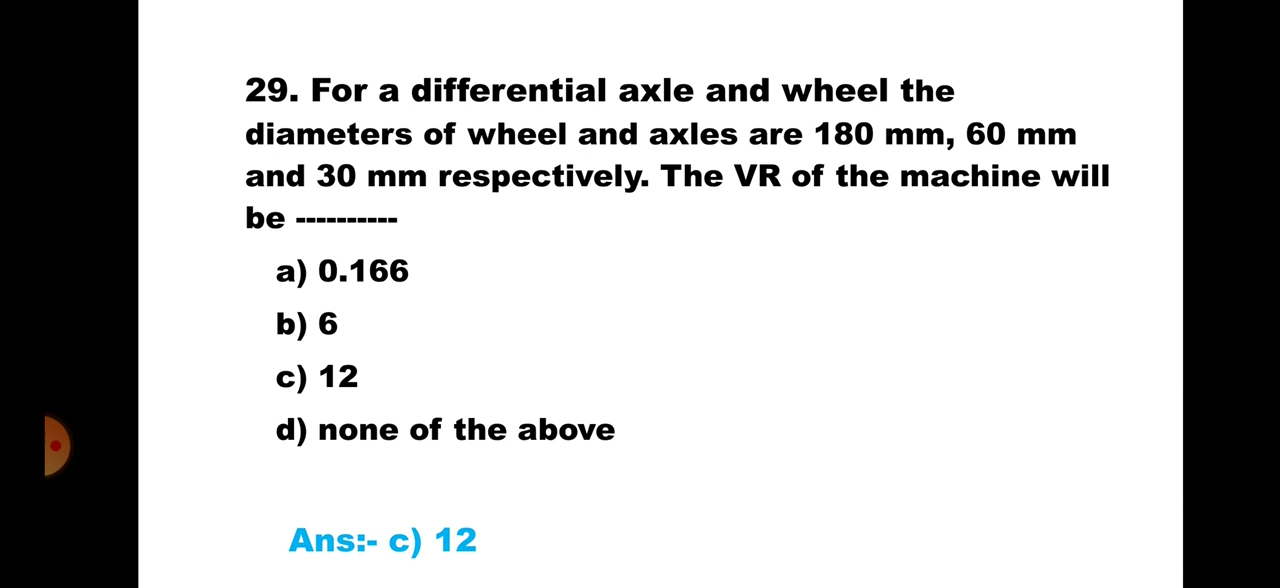 29. For a differential axle and wheel the
diameters of wheel and axles are 180 mm, 60 mm
and 30 mm respectively. The VR of the machine will
be ----------
a) 0.166
b) 6
c) 12
d) none of the above
Ans:- c) 12